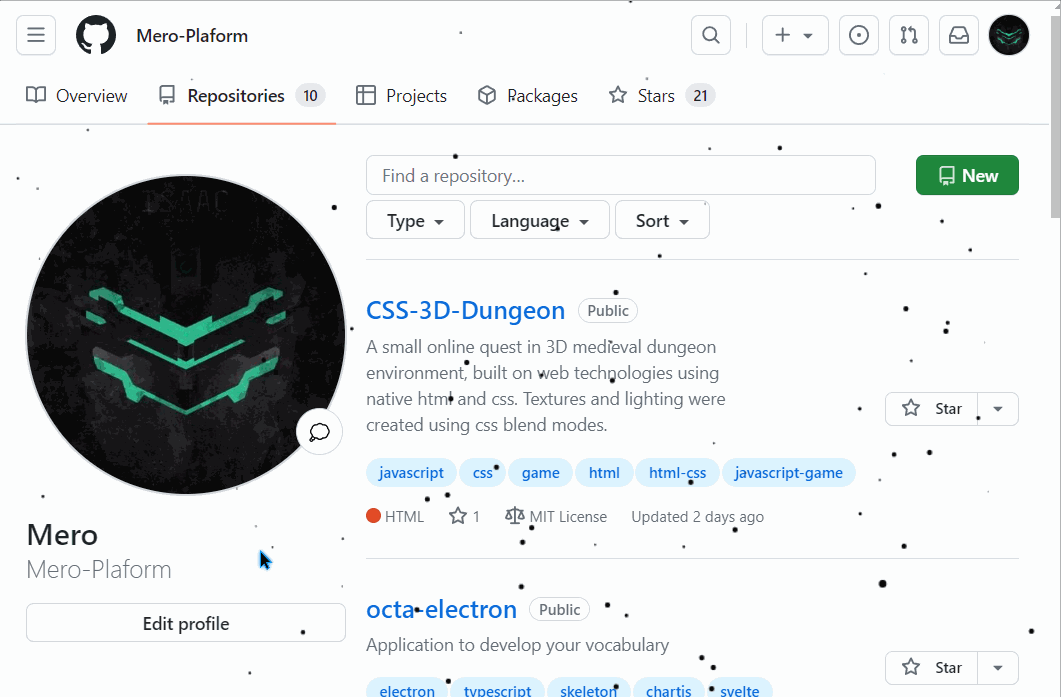 Mero-Plaform
Overview
Repositories 10
Projects
Packages
Stars 21
Find a repository...
New
Type
Language
Sort
ISAAC
CSS-3D-Dungeon Public
A small online quest in 3D medieval dungeon
environment, built on web technologies using
native html and css. Textures and lighting were
created using css blend modes.
Star
javascript css game html html-css javascript-game
HTML 1 MIT License Updated 2 days ago
Mero
Mero-Plaform
Edit profile
octa-electron Public
Application to develop your vocabulary
Star
electron typescript skeleton chartis svelte